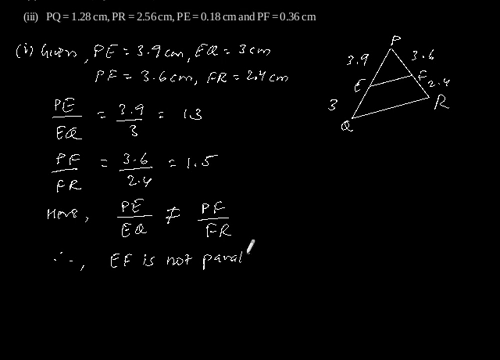 (iii) PQ = 1.28 cm, PR = 2.56 cm, PE = 0.18 cm and PF = 0.36 cm
(i) Given, PE = 3.9 cm, EQ = 3 cm
PF = 3.6 cm, FR = 2.4 cm
PE/EQ = 3.9/3 = 1.3
PF/FR = 3.6/2.4 = 1.5
Here, PE/EQ ≠ PF/FR
∴, EF is not paral
P
3.9 3.6
E F
3 2.4
Q R